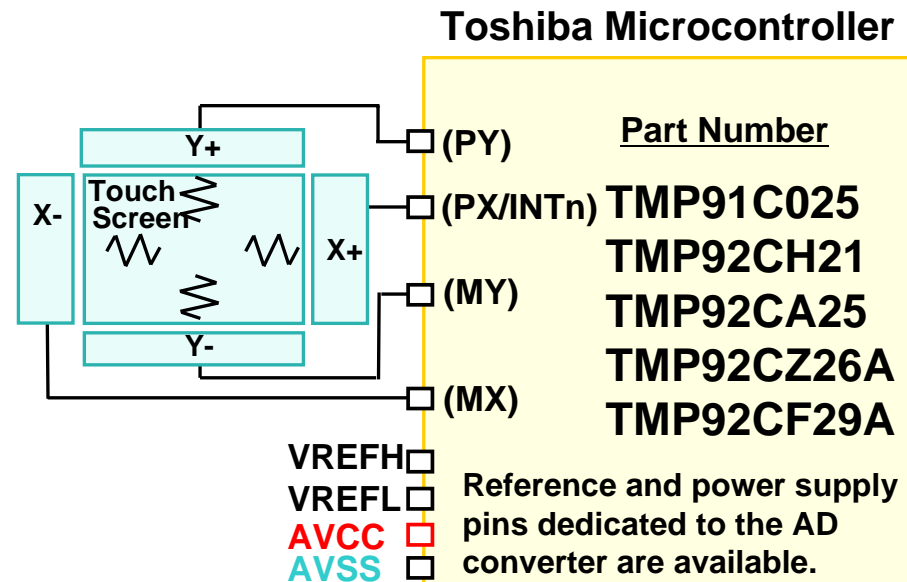 Toshiba Microcontroller
Y+
Touch
Screen
X-
X+
Y-
(PY)
(PX/INTn)
(MY)
(MX)
VREFH
VREFL
AVCC
AVSS
Part Number
TMP91C025
TMP92CH21
TMP92CA25
TMP92CZ26A
TMP92CF29A
Reference and power supply
pins dedicated to the AD
converter are available.